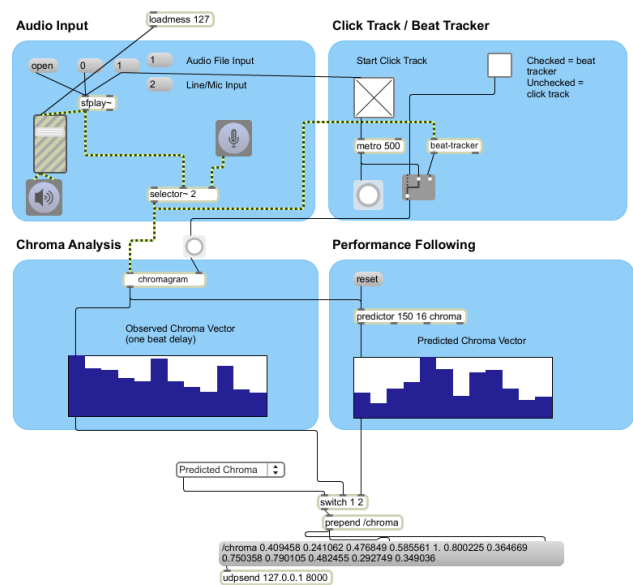 loadmess 127
Audio Input
Click Track / Beat Tracker
open
0
1
1
Audio File Input
2
Line/Mic Input
sfplay~
Start Click Track
Checked = beat
tracker
Unchecked =
click track
metro 500
beat-tracker
selector~ 2
Chroma Analysis
Performance Following
chromagram
reset
predictor 150 16 chroma
Observed Chroma Vector
(one beat delay)
Predicted Chroma Vector
Predicted Chroma
switch 1 2
prepend /chroma
/chroma 0.409458 0.241062 0.476849 0.585561 1. 0.800225 0.364669
0.750358 0.790105 0.482455 0.292749 0.349036
udpsend 127.0.0.1 8000